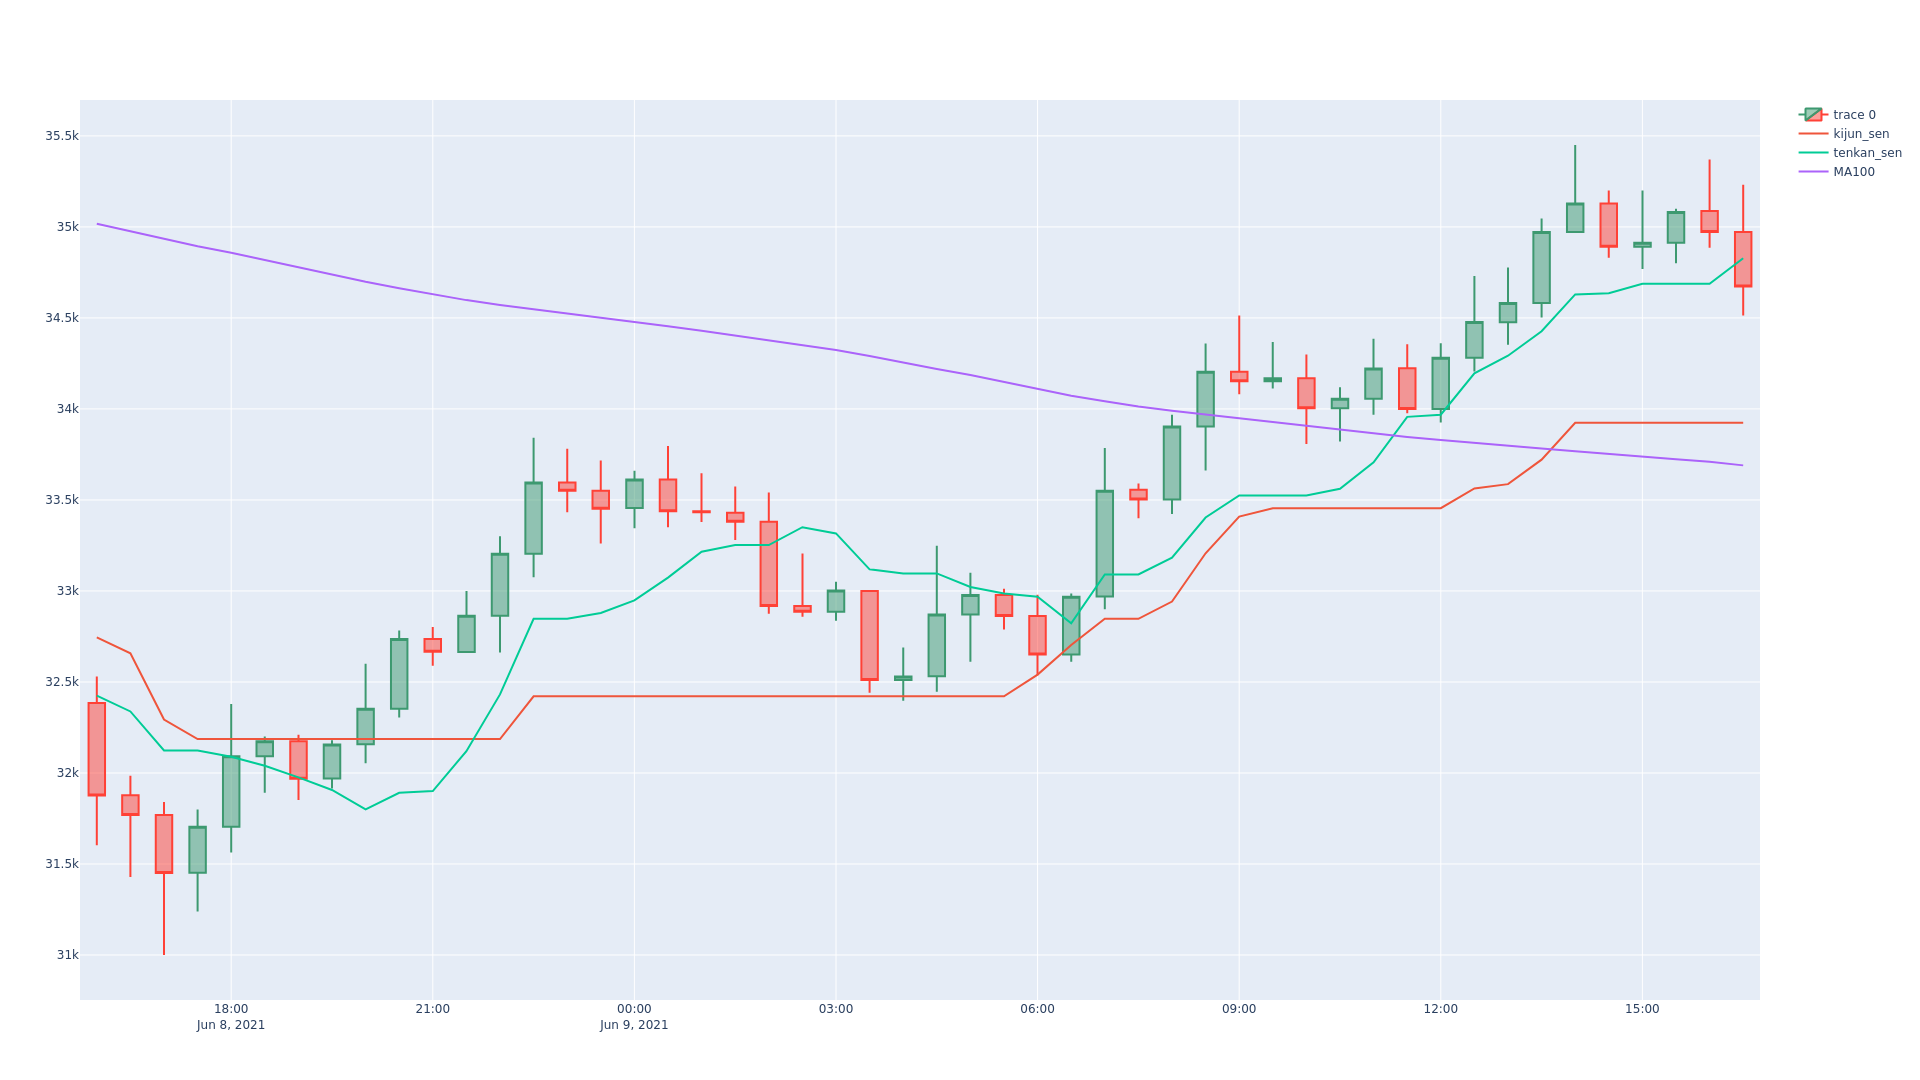 35.5k
35k
34.5k
34k
33.5k
33k
32.5k
32k
31.5k
31k
18:00 21:00 00:00 03:00 06:00 09:00 12:00 15:00
Jun 8, 2021 Jun 9, 2021
trace 0
kijun_sen
tenkan_sen
MA100